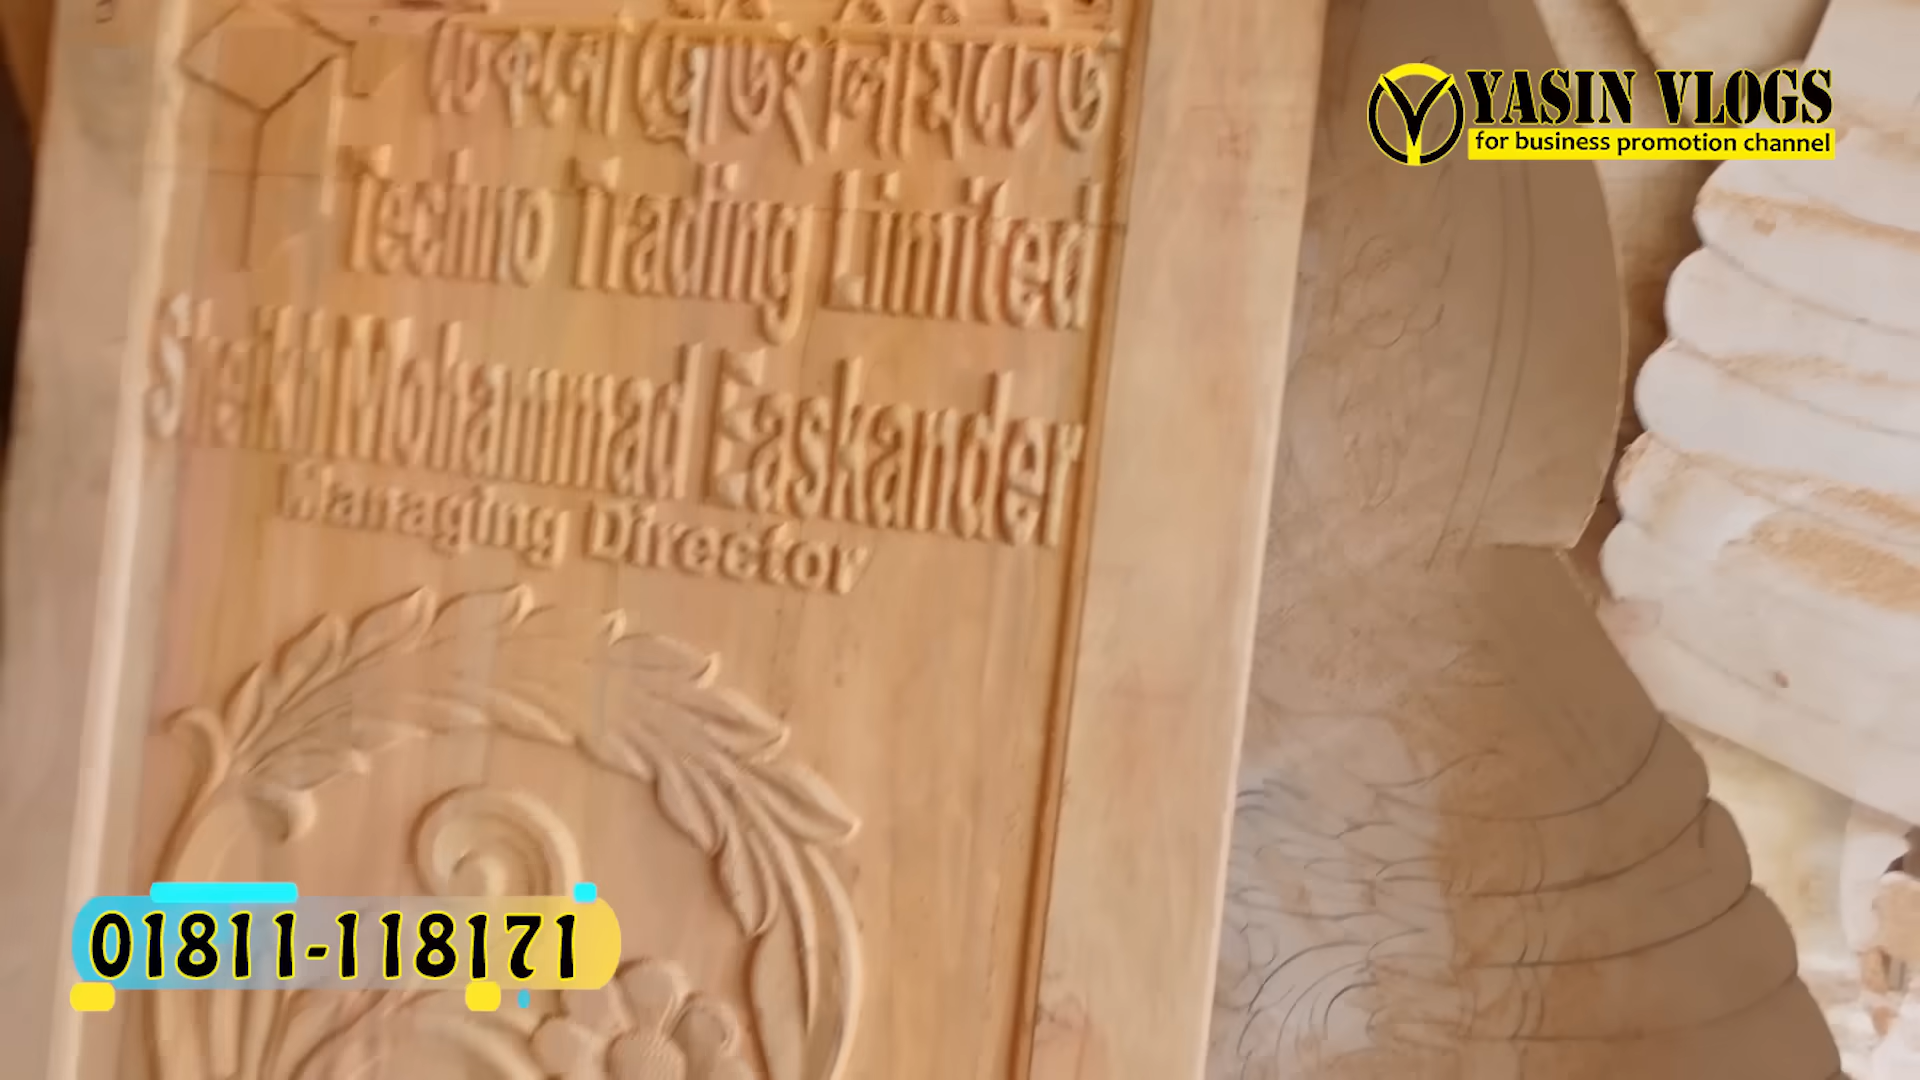 টেকনো ট্রেডিং লিমিটেড
Techno Trading Limited
Sheikh Mohammad Easkander
Managing Director
YASIN VLOGS
for business promotion channel
01811-118171